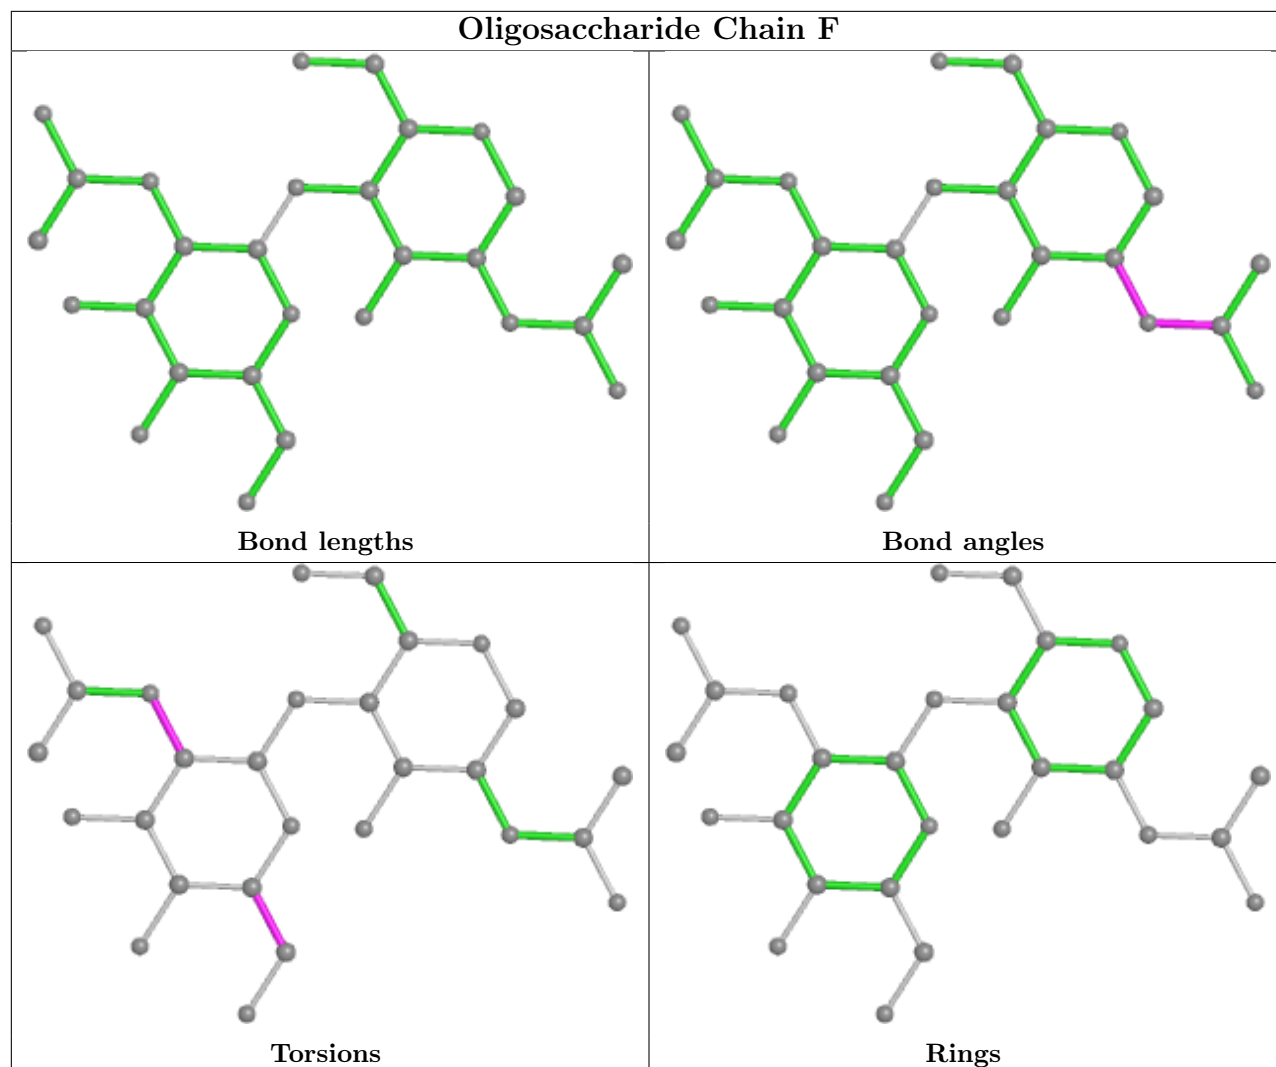 Oligosaccharide Chain F
Bond lengths
Bond angles
Torsions
Rings